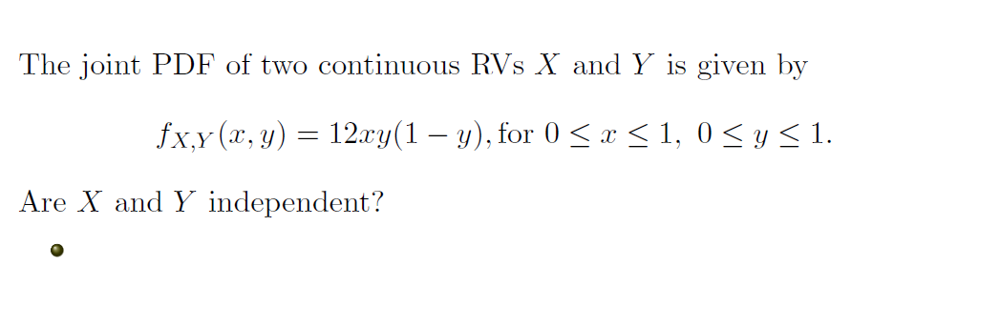 The joint PDF of two continuous RVs X and Y is given by
f_{X,Y}(x, y) = 12xy(1 − y), for 0 ≤ x ≤ 1, 0 ≤ y ≤ 1.
Are X and Y independent?